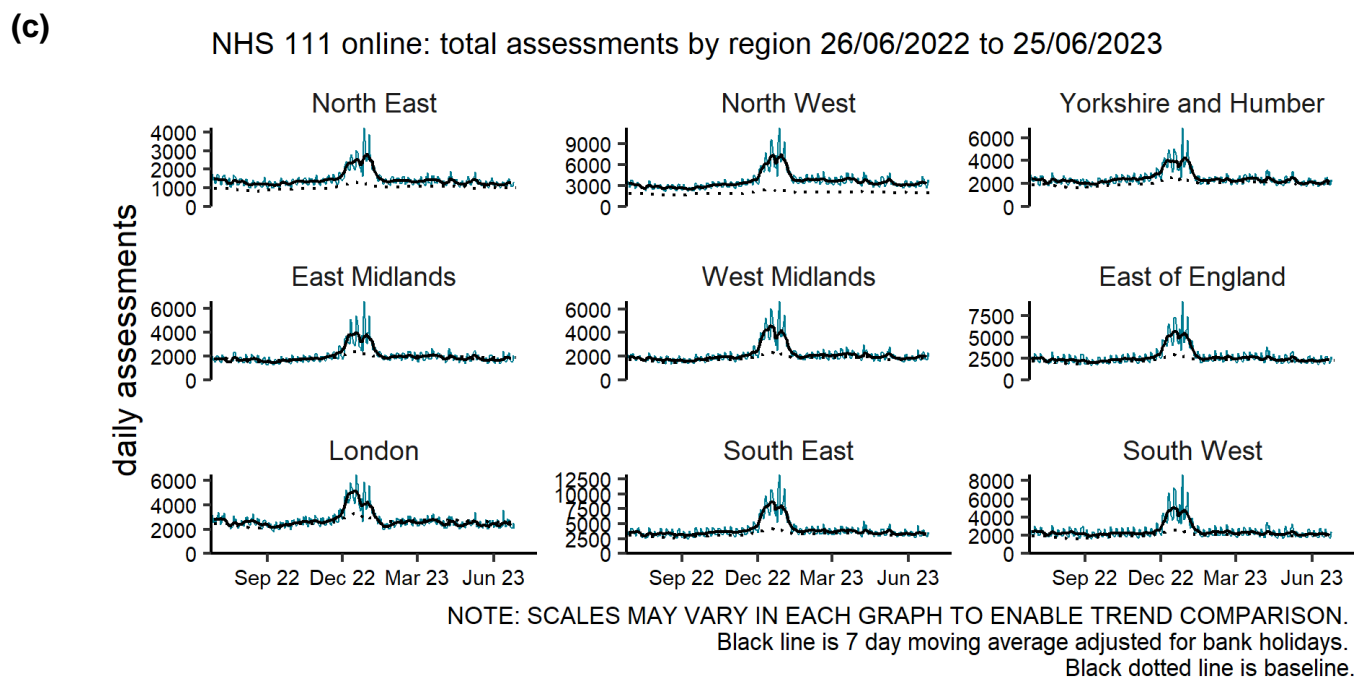 (c)
NHS 111 online: total assessments by region 26/06/2022 to 25/06/2023
daily assessments
North East
4000
3000
2000
1000
0
North West
9000
6000
3000
0
Yorkshire and Humber
6000
4000
2000
0
East Midlands
6000
4000
2000
0
West Midlands
6000
4000
2000
0
East of England
7500
5000
2500
0
London
6000
4000
2000
0
Sep 22 Dec 22 Mar 23 Jun 23
South East
12500
10000
7500
5000
2500
0
Sep 22 Dec 22 Mar 23 Jun 23
South West
8000
6000
4000
2000
0
Sep 22 Dec 22 Mar 23 Jun 23
NOTE: SCALES MAY VARY IN EACH GRAPH TO ENABLE TREND COMPARISON.
Black line is 7 day moving average adjusted for bank holidays.
Black dotted line is baseline.